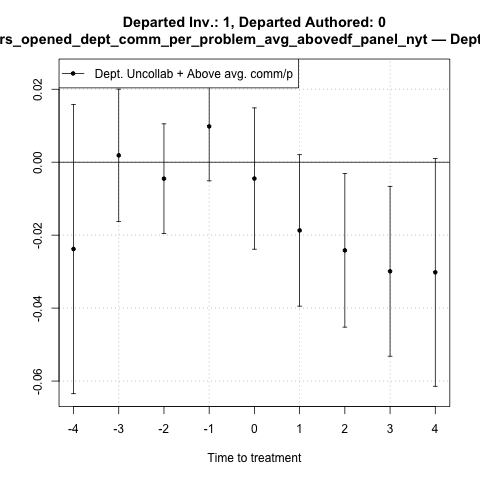 Departed Inv.: 1, Departed Authored: 0
rs_opened_dept_comm_per_problem_avg_abovedf_panel_nyt — Dept
Dept. Uncollab + Above avg. comm/p
0.02
0.00
-0.02
-0.04
-0.06
-4 -3 -2 -1 0 1 2 3 4
Time to treatment